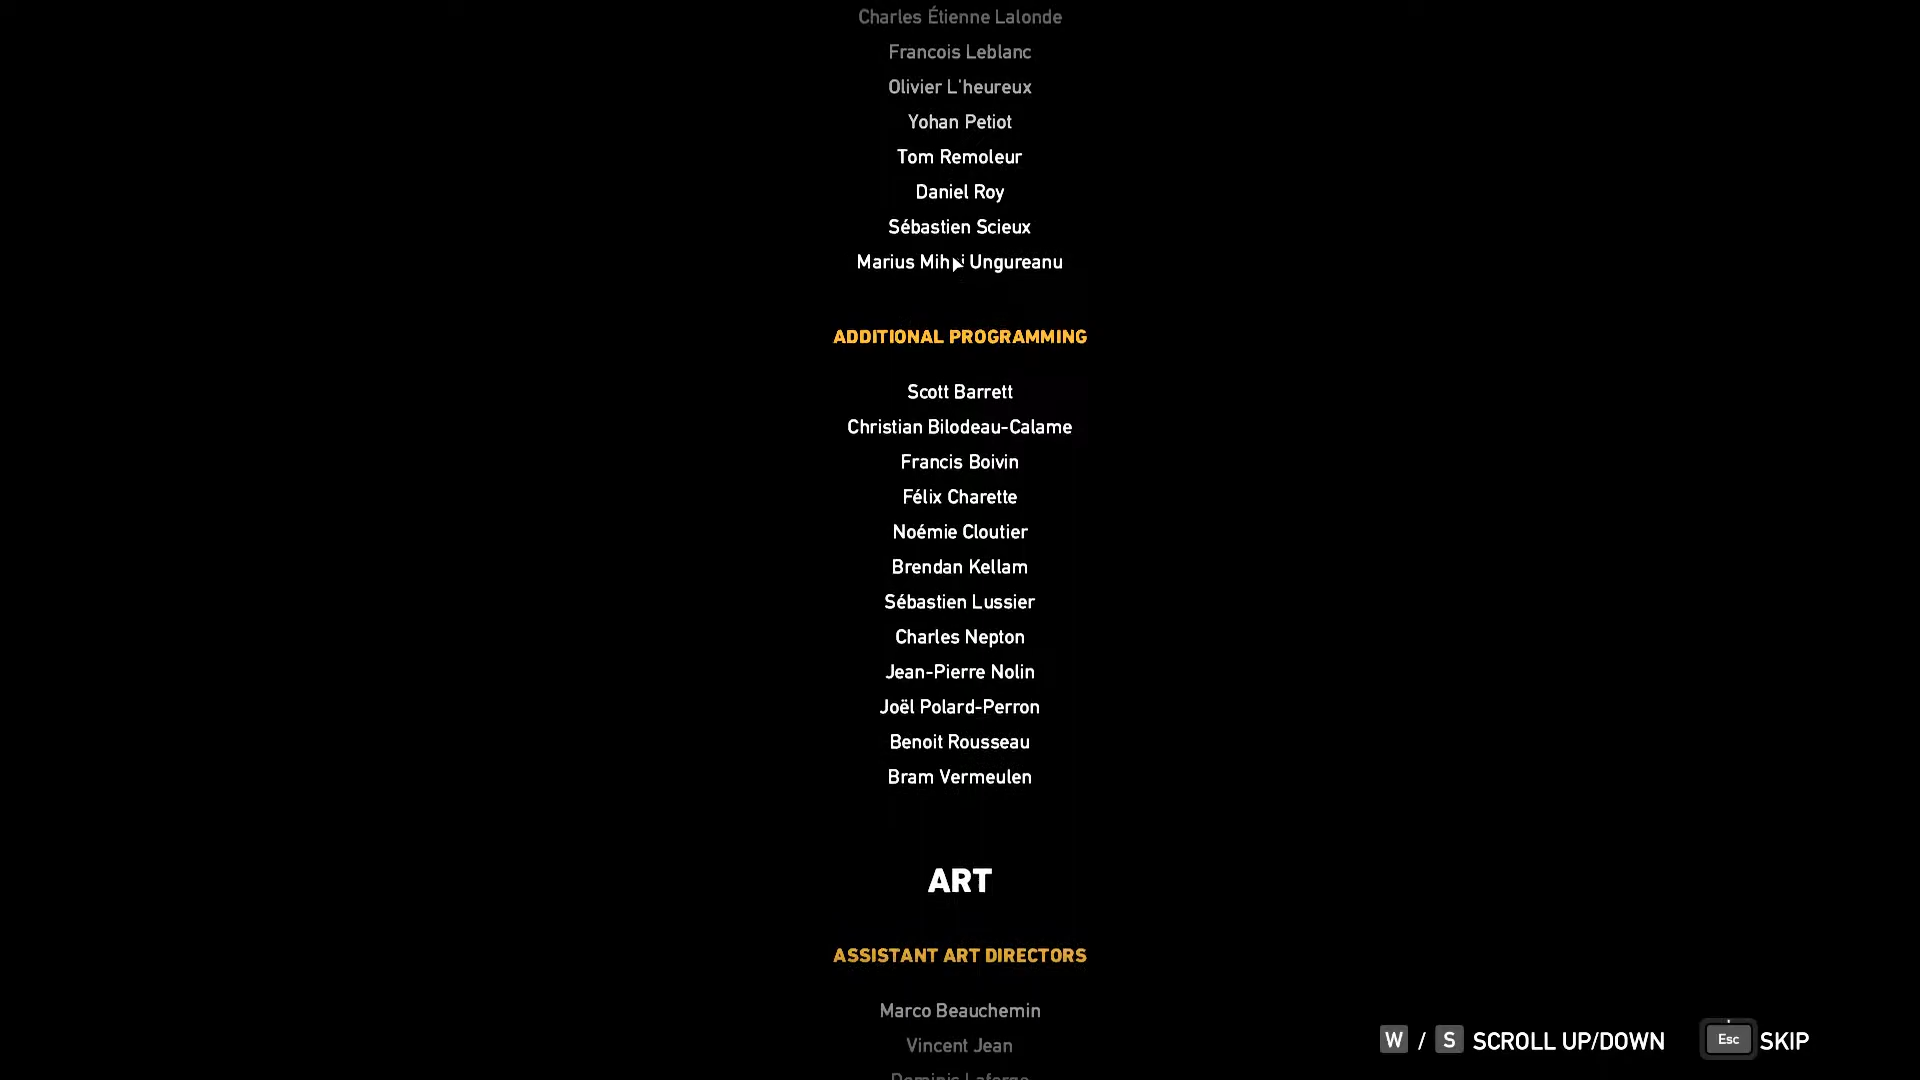 Charles Étienne Lalonde
Francois Leblanc
Olivier L'heureux
Yohan Petiot
Tom Remoleur
Daniel Roy
Sébastien Scieux
Marius Mihai Ungureanu
ADDITIONAL PROGRAMMING
Scott Barrett
Christian Bilodeau-Calame
Francis Boivin
Félix Charette
Noémie Cloutier
Brendan Kellam
Sébastien Lussier
Charles Nepton
Jean-Pierre Nolin
Joël Polard-Perron
Benoit Rousseau
Bram Vermeulen
ART
ASSISTANT ART DIRECTORS
Marco Beauchemin
Vincent Jean
Dominic Laforge
W / S SCROLL UP/DOWN Esc SKIP